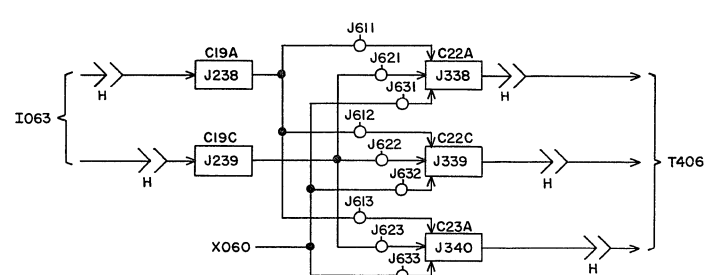 J611
C19A
J621
C22A
J238
J338
H
J631
H
I063
J612
C19C
J622
C22C
T406
J239
J339
H
J632
H
J613
J623
C23A
X060
J340
J633
H